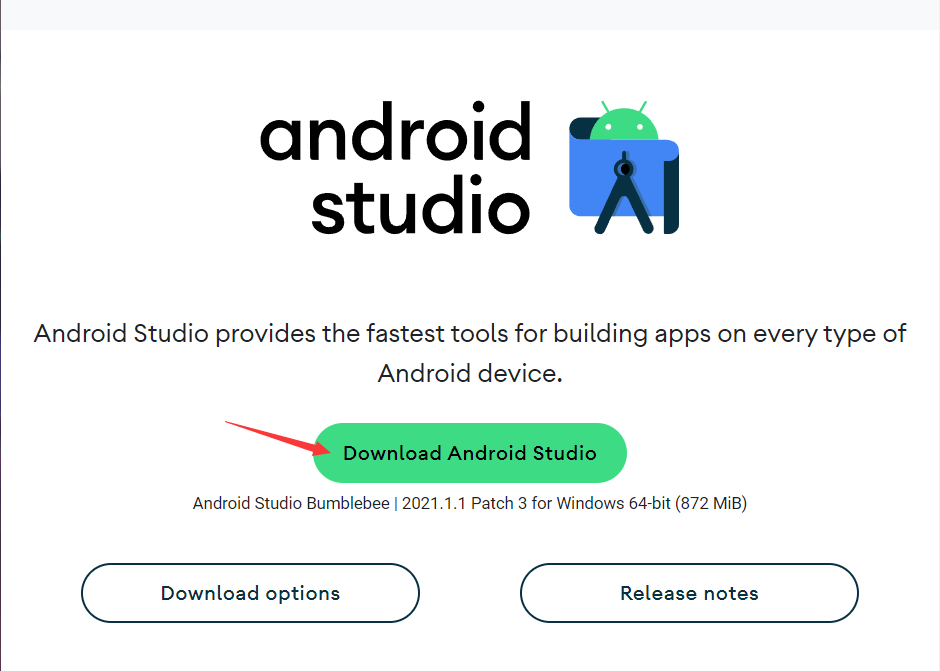 android
studio
Android Studio provides the fastest tools for building apps on every type of
Android device.
Download Android Studio
Android Studio Bumblebee | 2021.1.1 Patch 3 for Windows 64-bit (872 MiB)
Download options
Release notes